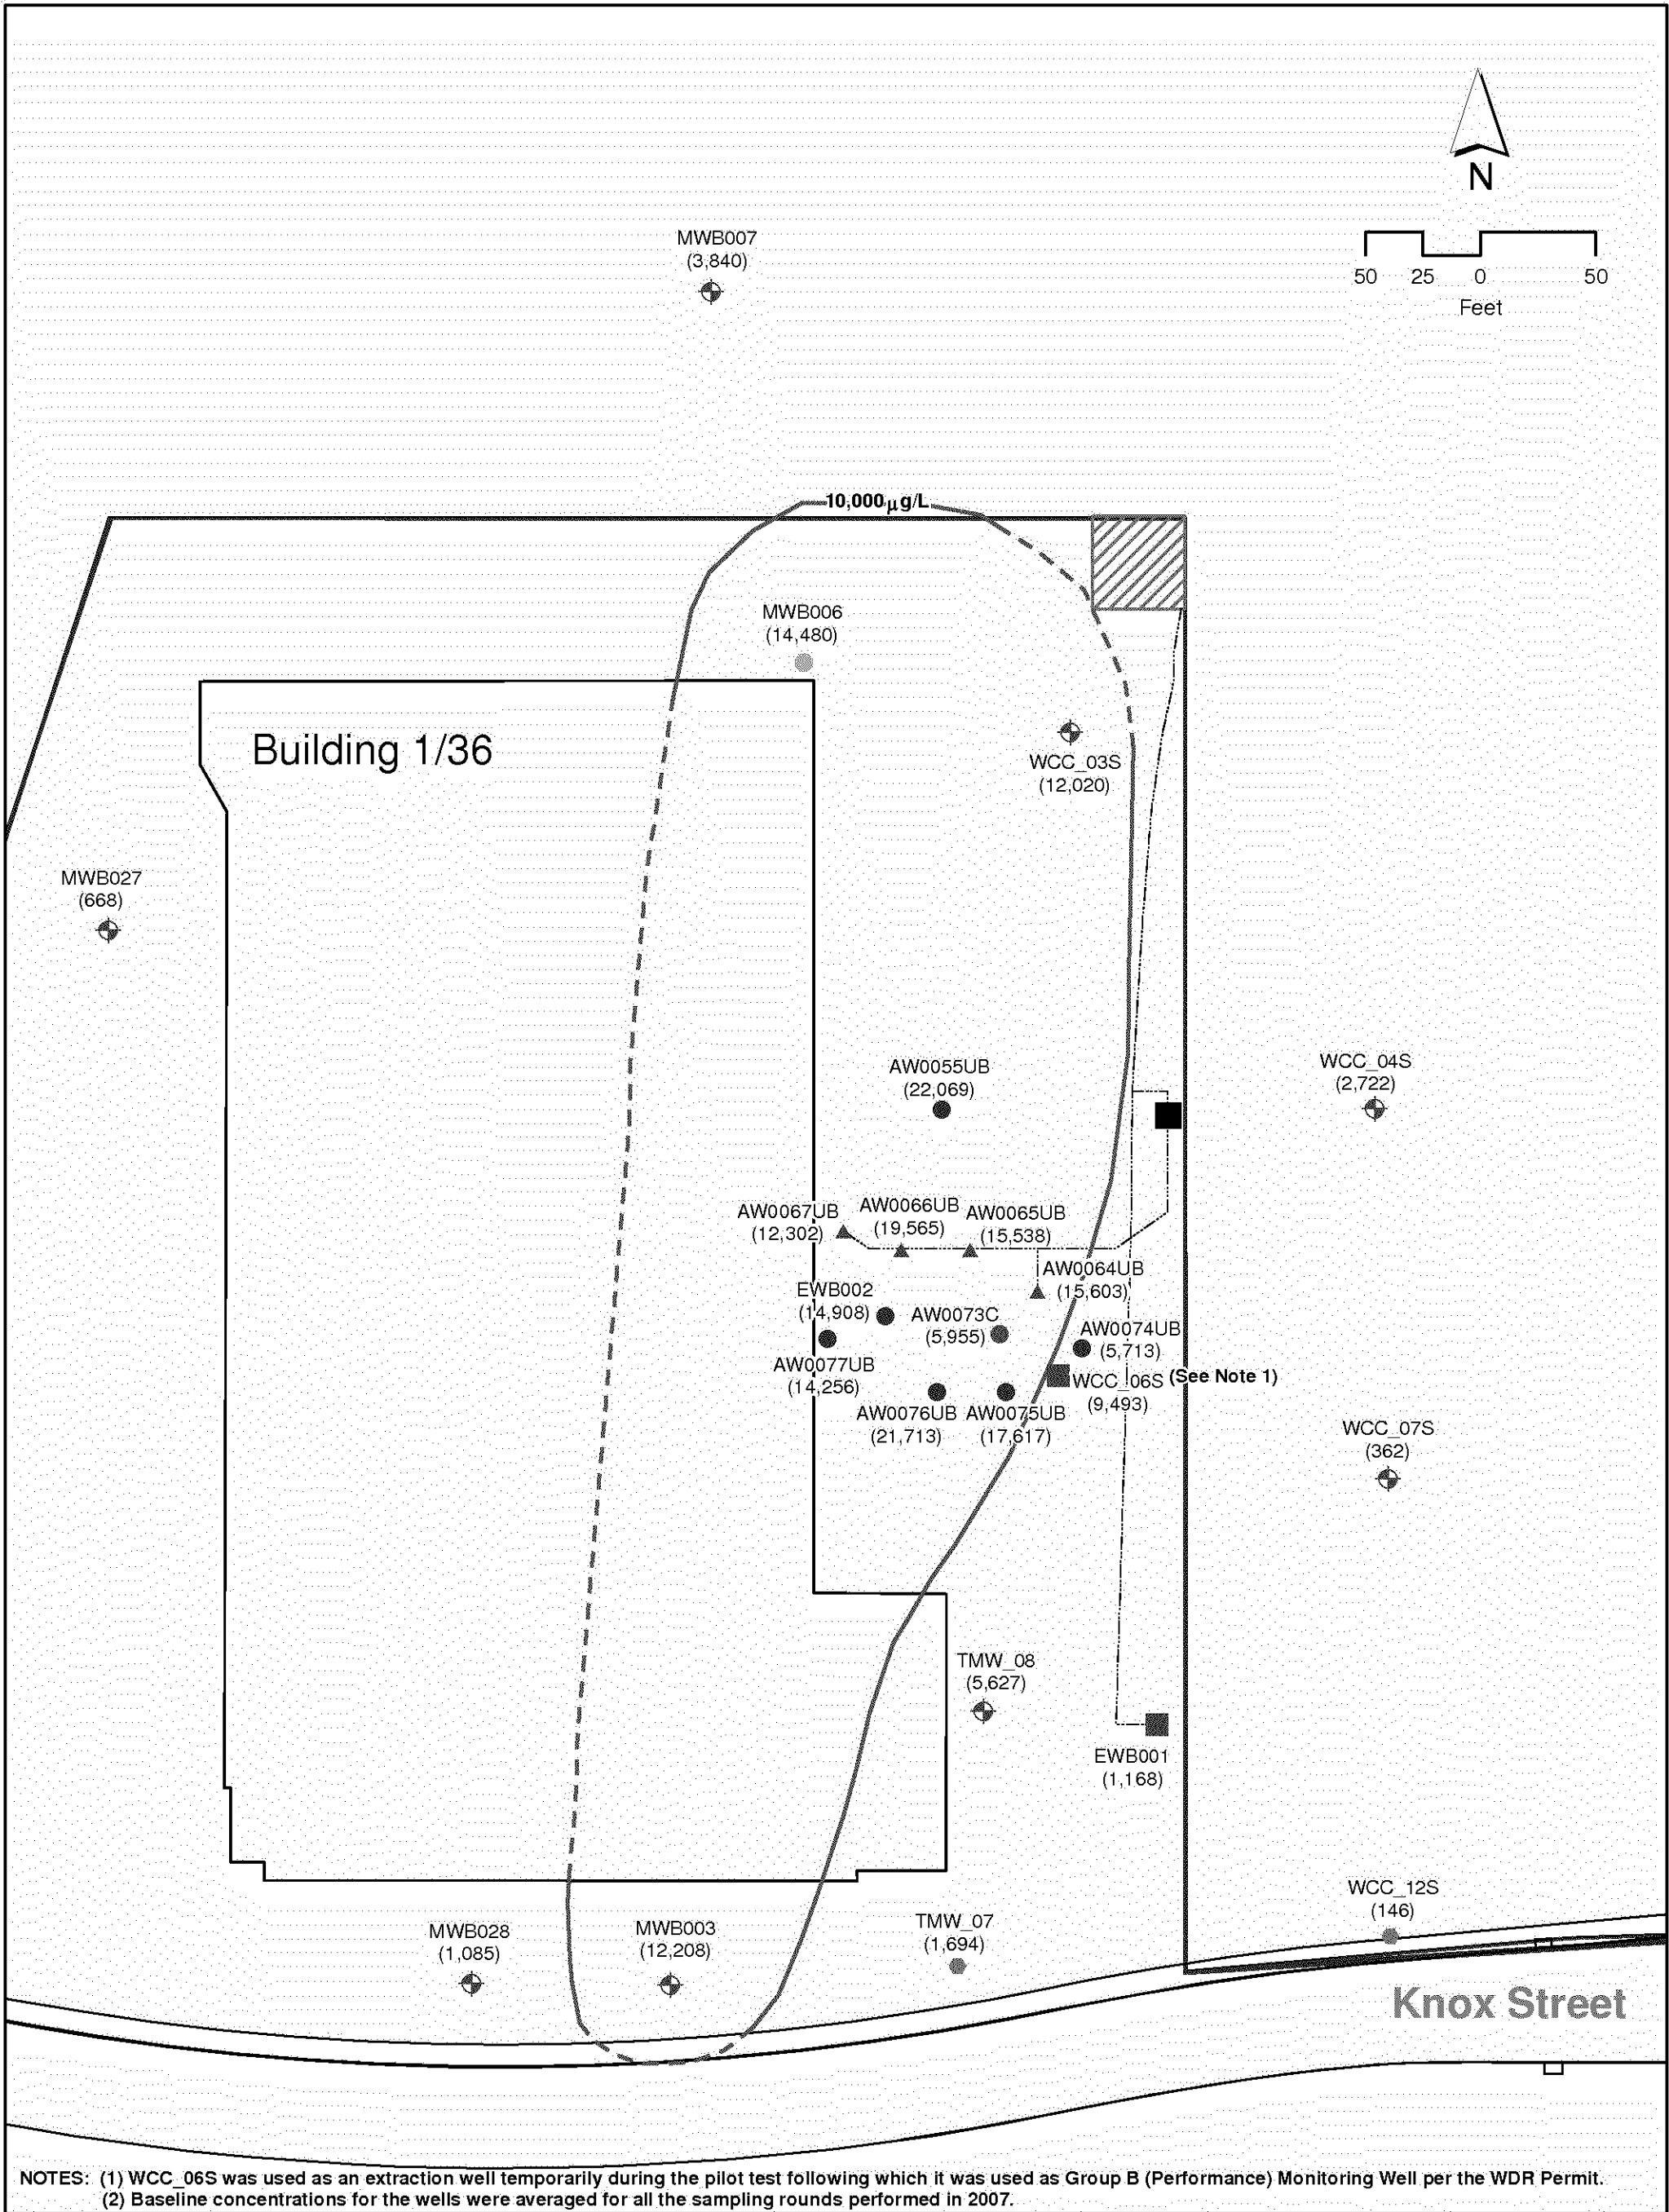 N
50 25 0 50
Feet
MWB007
(3,840)
10,000 µg/L
MWB006
(14,480)
Building 1/36
WCC_03S
(12,020)
MWB027
(668)
AW0055UB
(22,069)
WCC_04S
(2,722)
AW0067UB
(12,302)
AW0066UB
(19,565)
AW0065UB
(15,538)
AW0064UB
(15,603)
EWB002
(14,908)
AW0073C
(5,955)
AW0074UB
(5,713)
AW0077UB
(14,256)
WCC_06S (See Note 1)
(9,493)
AW0076UB
(21,713)
AW0075UB
(17,617)
WCC_07S
(362)
TMW_08
(5,627)
EWB001
(1,168)
WCC_12S
(146)
MWB028
(1,085)
MWB003
(12,208)
TMW_07
(1,694)
Knox Street
NOTES: (1) WCC_06S was used as an extraction well temporarily during the pilot test following which it was used as Group B (Performance) Monitoring Well per the WDR Permit.
(2) Baseline concentrations for the wells were averaged for all the sampling rounds performed in 2007.